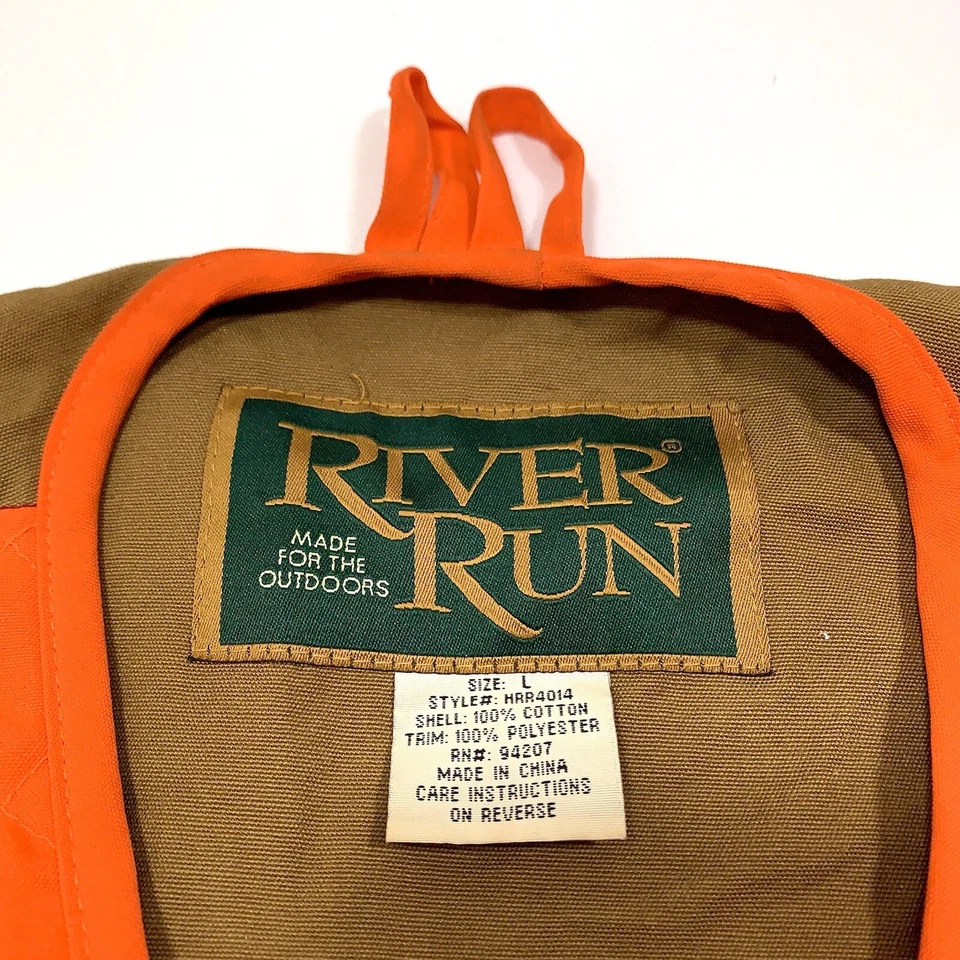 RIVER®
RUN
MADE
FOR THE
OUTDOORS
SIZE: L
STYLE#: HRR4014
SHELL: 100% COTTON
TRIM: 100% POLYESTER
RN#: 94207
MADE IN CHINA
CARE INSTRUCTIONS
ON REVERSE